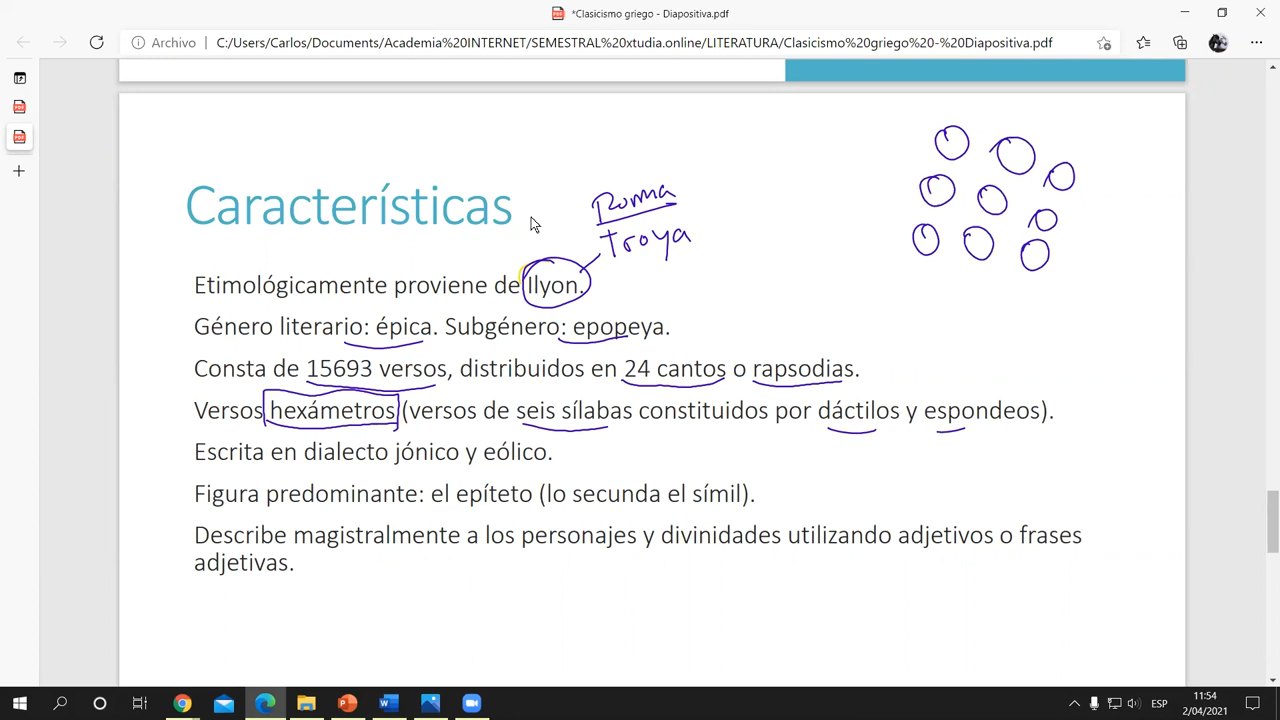 *Clasicismo griego - Diapositiva.pdf
Archivo
C:/Users/Carlos/Documents/Academia%20INTERNET/SEMESTRAL%20xtudia.online/LITERATURA/Clasicismo%20griego%20-%20Diapositiva.pdf
Características
Roma
Troya
Etimológicamente proviene de Ilyon.
Género literario: épica. Subgénero: epopeya.
Consta de 15693 versos, distribuidos en 24 cantos o rapsodias.
Versos hexámetros (versos de seis sílabas constituidos por dáctilos y espondeos).
Escrita en dialecto jónico y eólico.
Figura predominante: el epíteto (lo secunda el símil).
Describe magistralmente a los personajes y divinidades utilizando adjetivos o frases
adjetivas.
ESP
11:54
2/04/2021